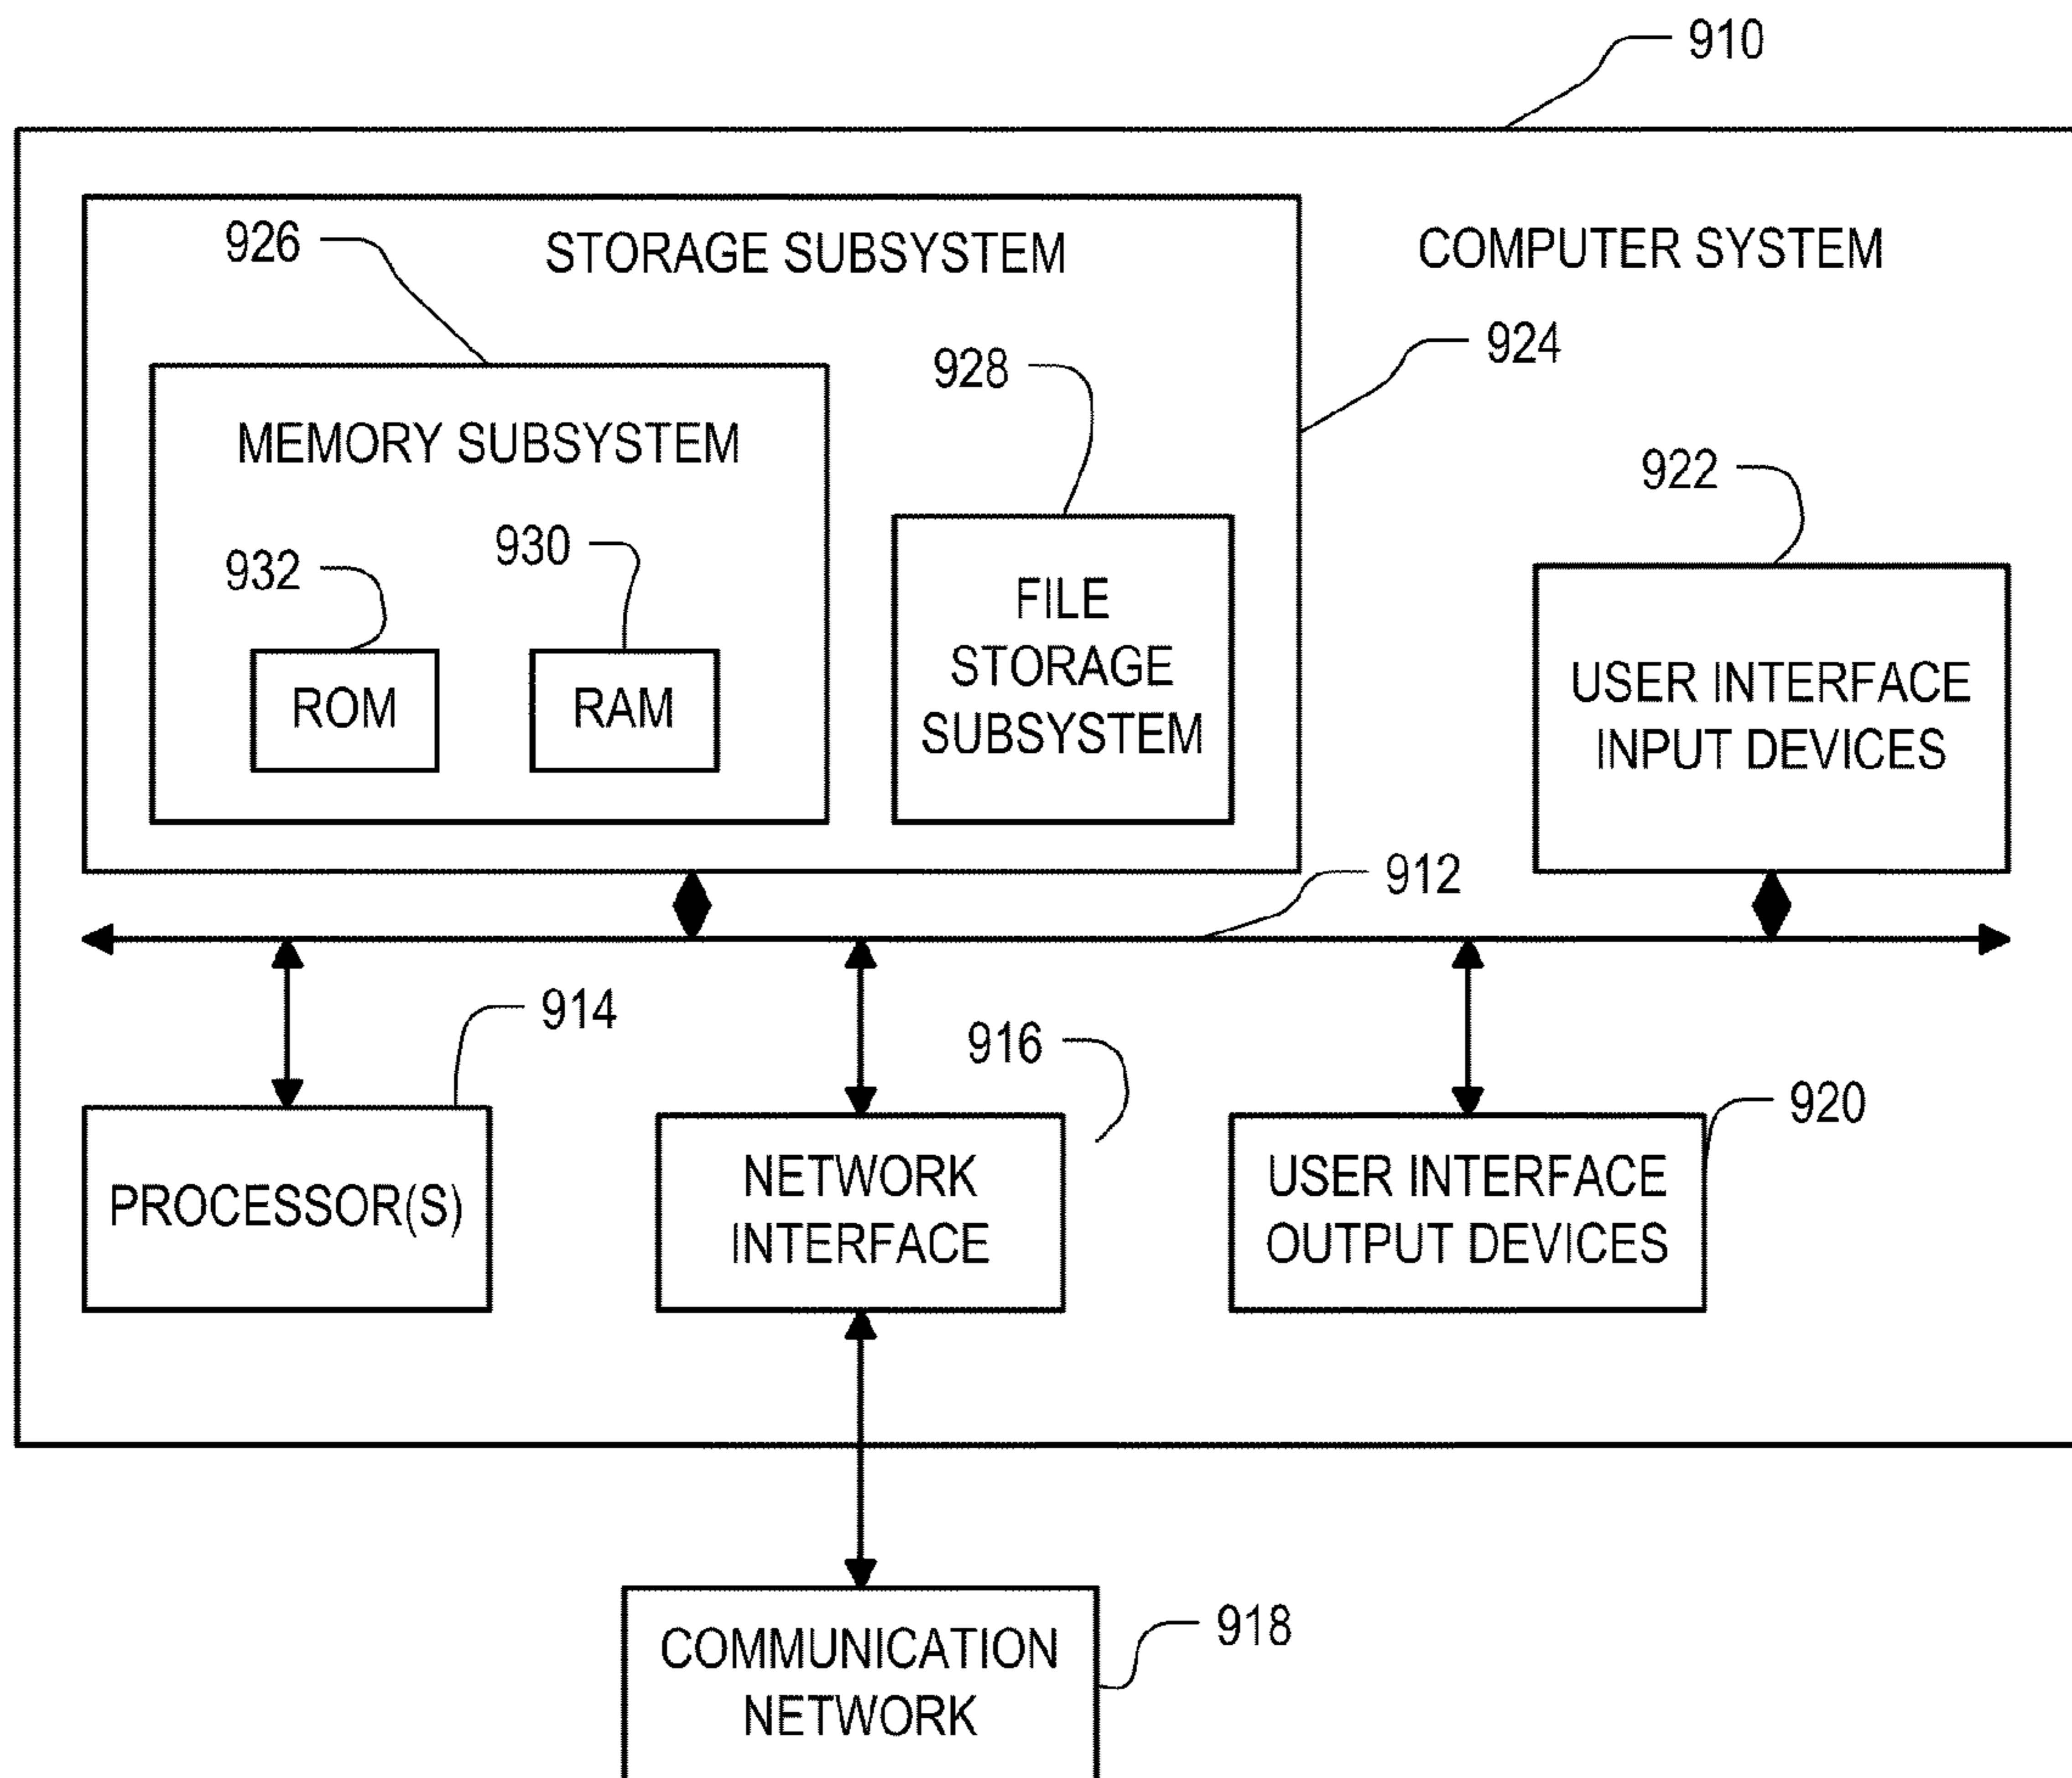 910
926
STORAGE SUBSYSTEM
COMPUTER SYSTEM
924
928
MEMORY SUBSYSTEM
922
932
930
FILE
STORAGE
SUBSYSTEM
ROM
RAM
USER INTERFACE
INPUT DEVICES
912
914
916
920
PROCESSOR(S)
NETWORK
INTERFACE
USER INTERFACE
OUTPUT DEVICES
918
COMMUNICATION
NETWORK